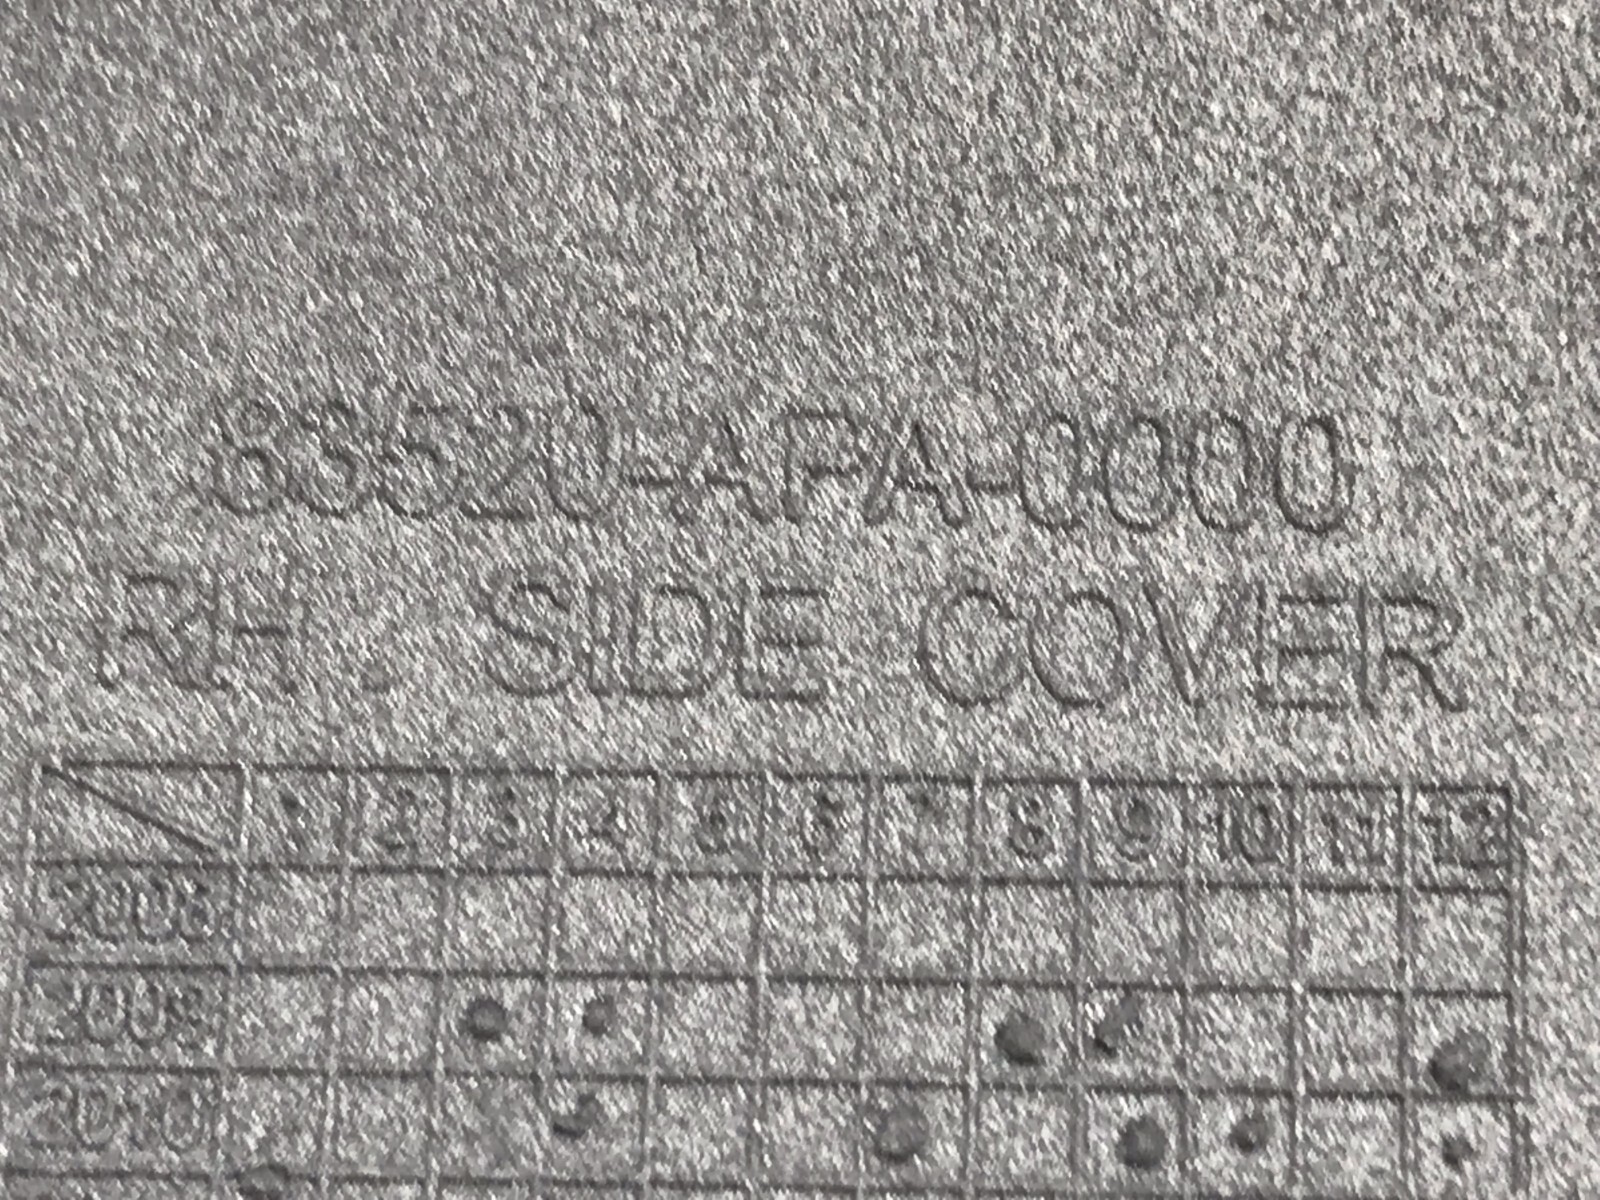 83520-APA-0000
RH . SIDE COVER
1 2 3 4 5 6 7 8 9 10 11 12
2008
2009
2010